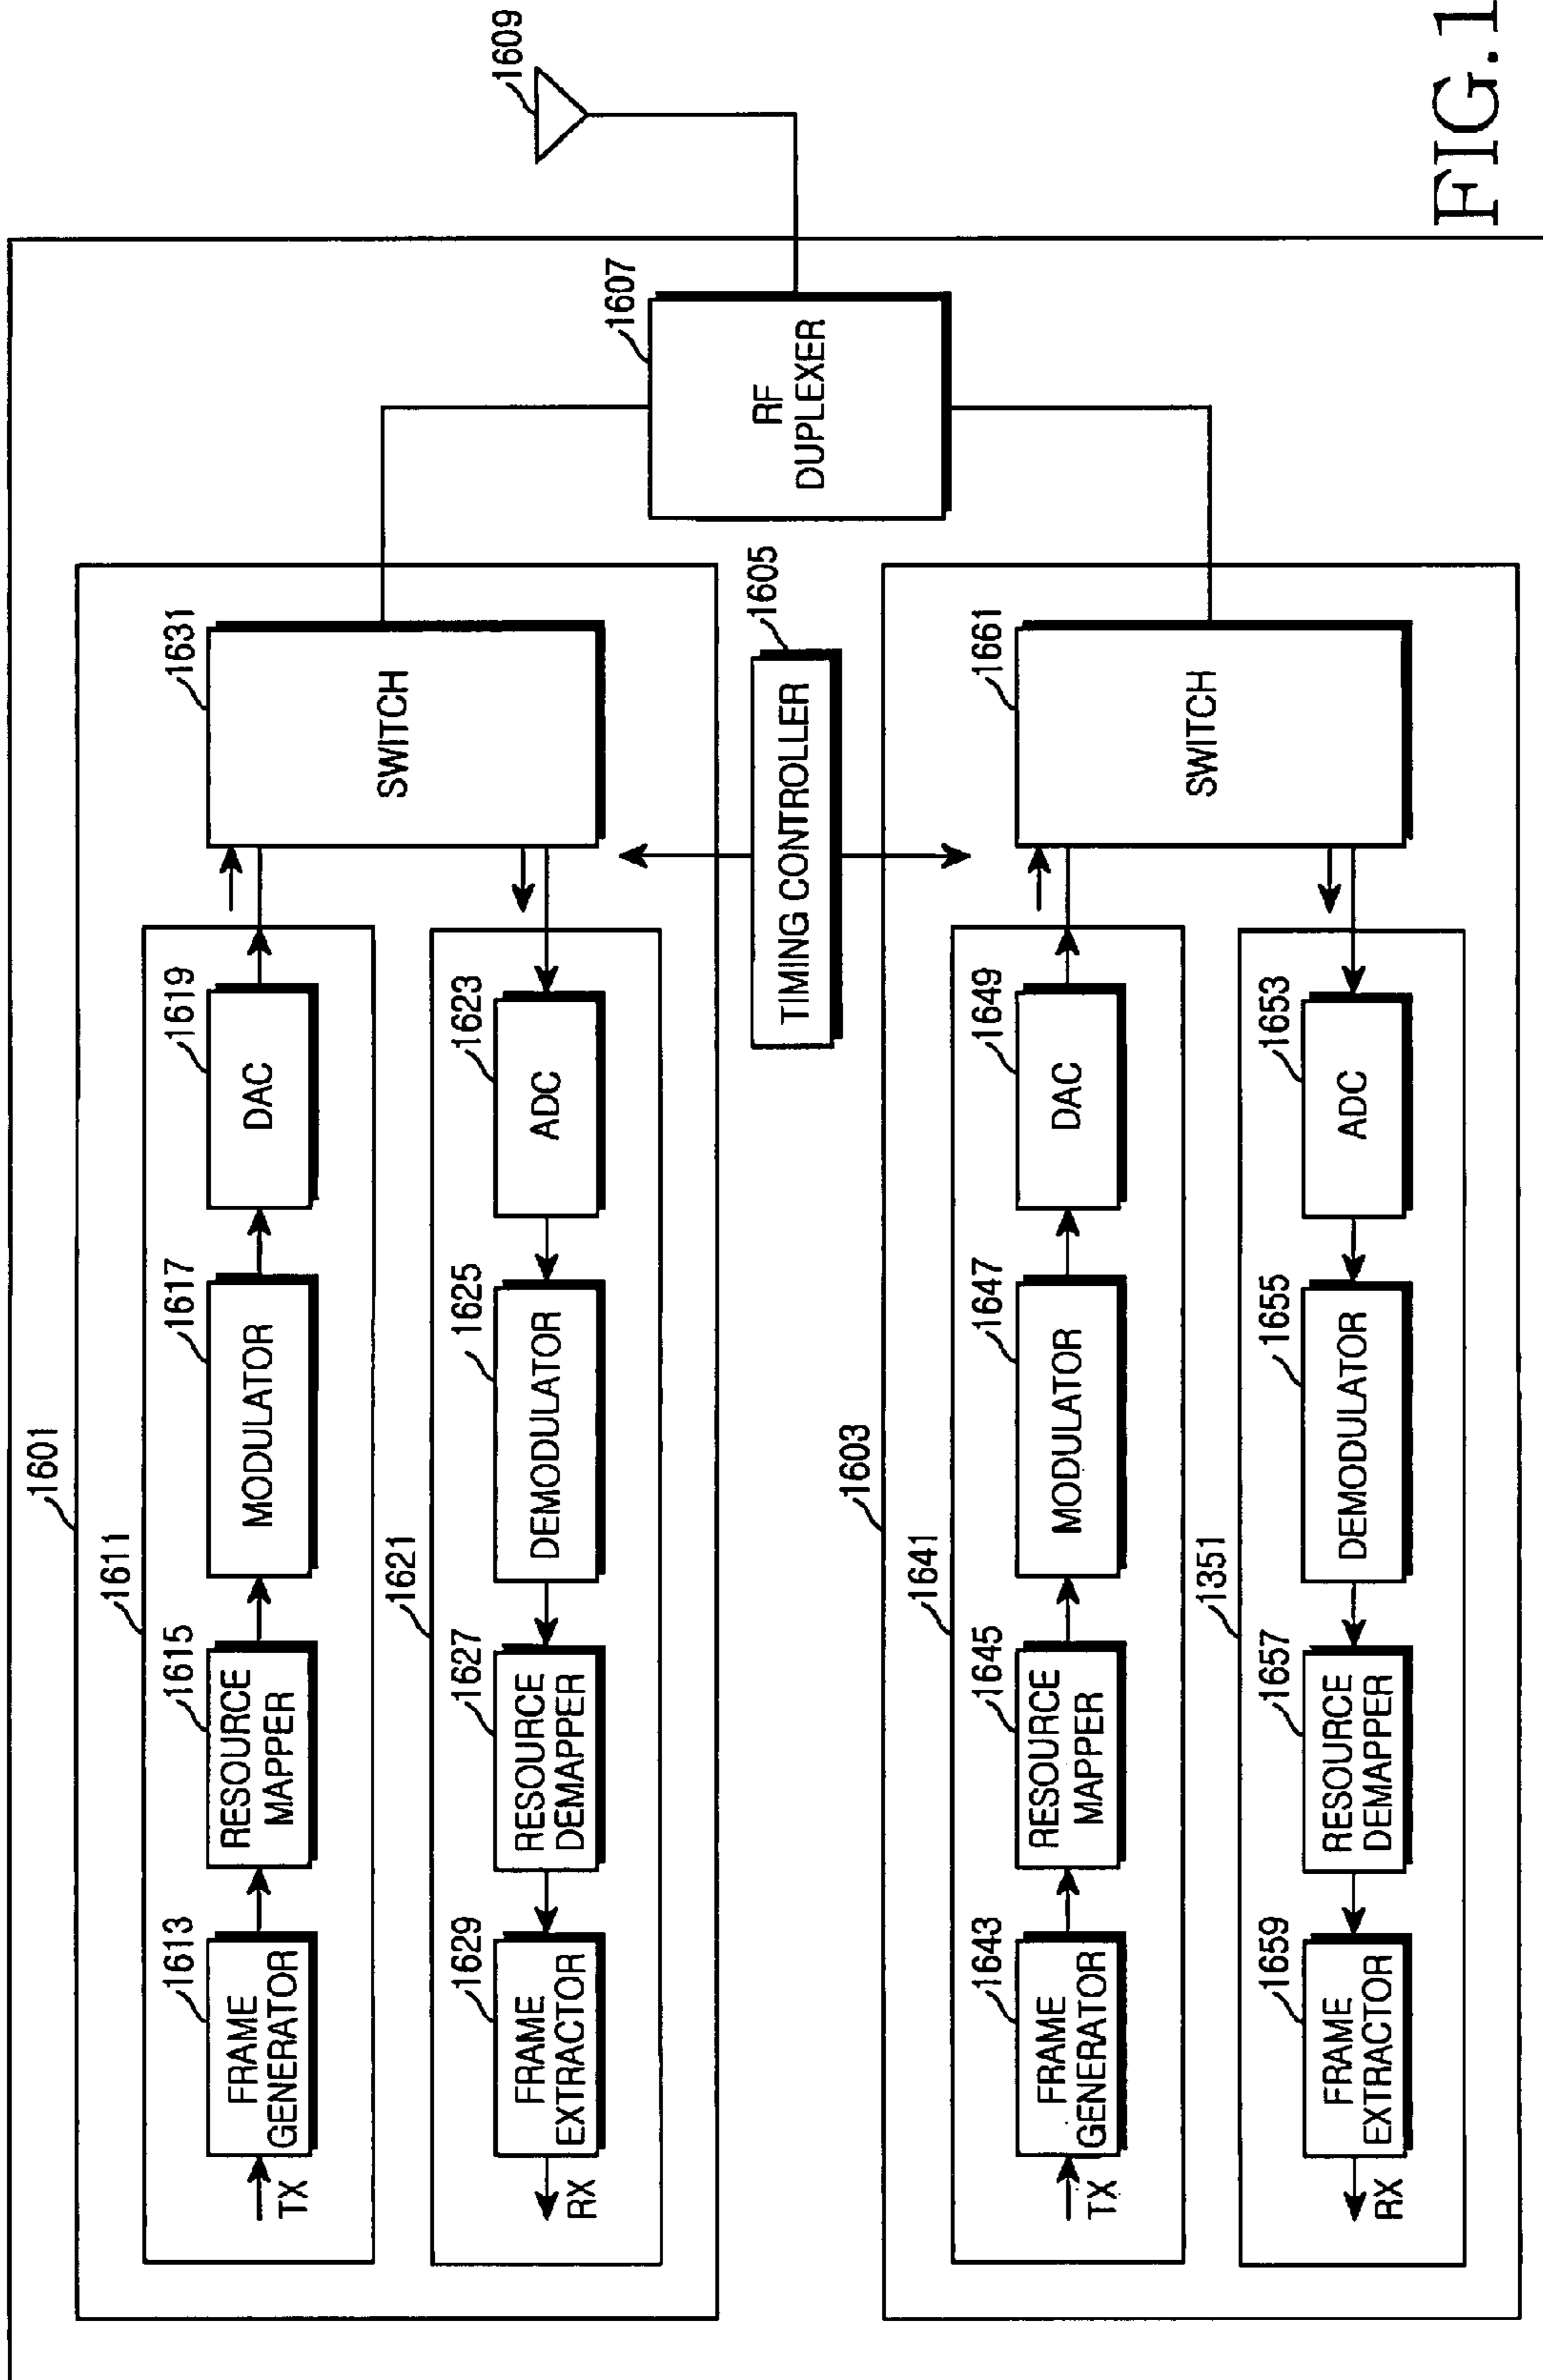 1601
1611
1613
FRAME
GENERATOR
TX
1615
RESOURCE
MAPPER
1617
MODULATOR
1619
DAC
1631
SWITCH
1621
1629
FRAME
EXTRACTOR
RX
1627
RESOURCE
DEMAPPER
1625
DEMODULATOR
1623
ADC
1605
TIMING CONTROLLER
1607
RF
DUPLEXER
1609
1603
1641
1643
FRAME
GENERATOR
TX
1645
RESOURCE
MAPPER
1647
MODULATOR
1649
DAC
1661
SWITCH
1351
1659
FRAME
EXTRACTOR
RX
1657
RESOURCE
DEMAPPER
1655
DEMODULATOR
1653
ADC
FIG.1